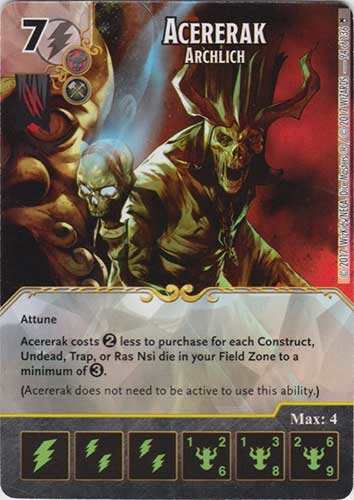 7
ACERERAK
ARCHLICH
Attune
Acererak costs 2 less to purchase for each Construct,
Undead, Trap, or Ras Nsi die in your Field Zone to a
minimum of 3.
(Acererak does not need to be active to use this ability.)
Max: 4
1 2 6
1 3 8
2 6 9